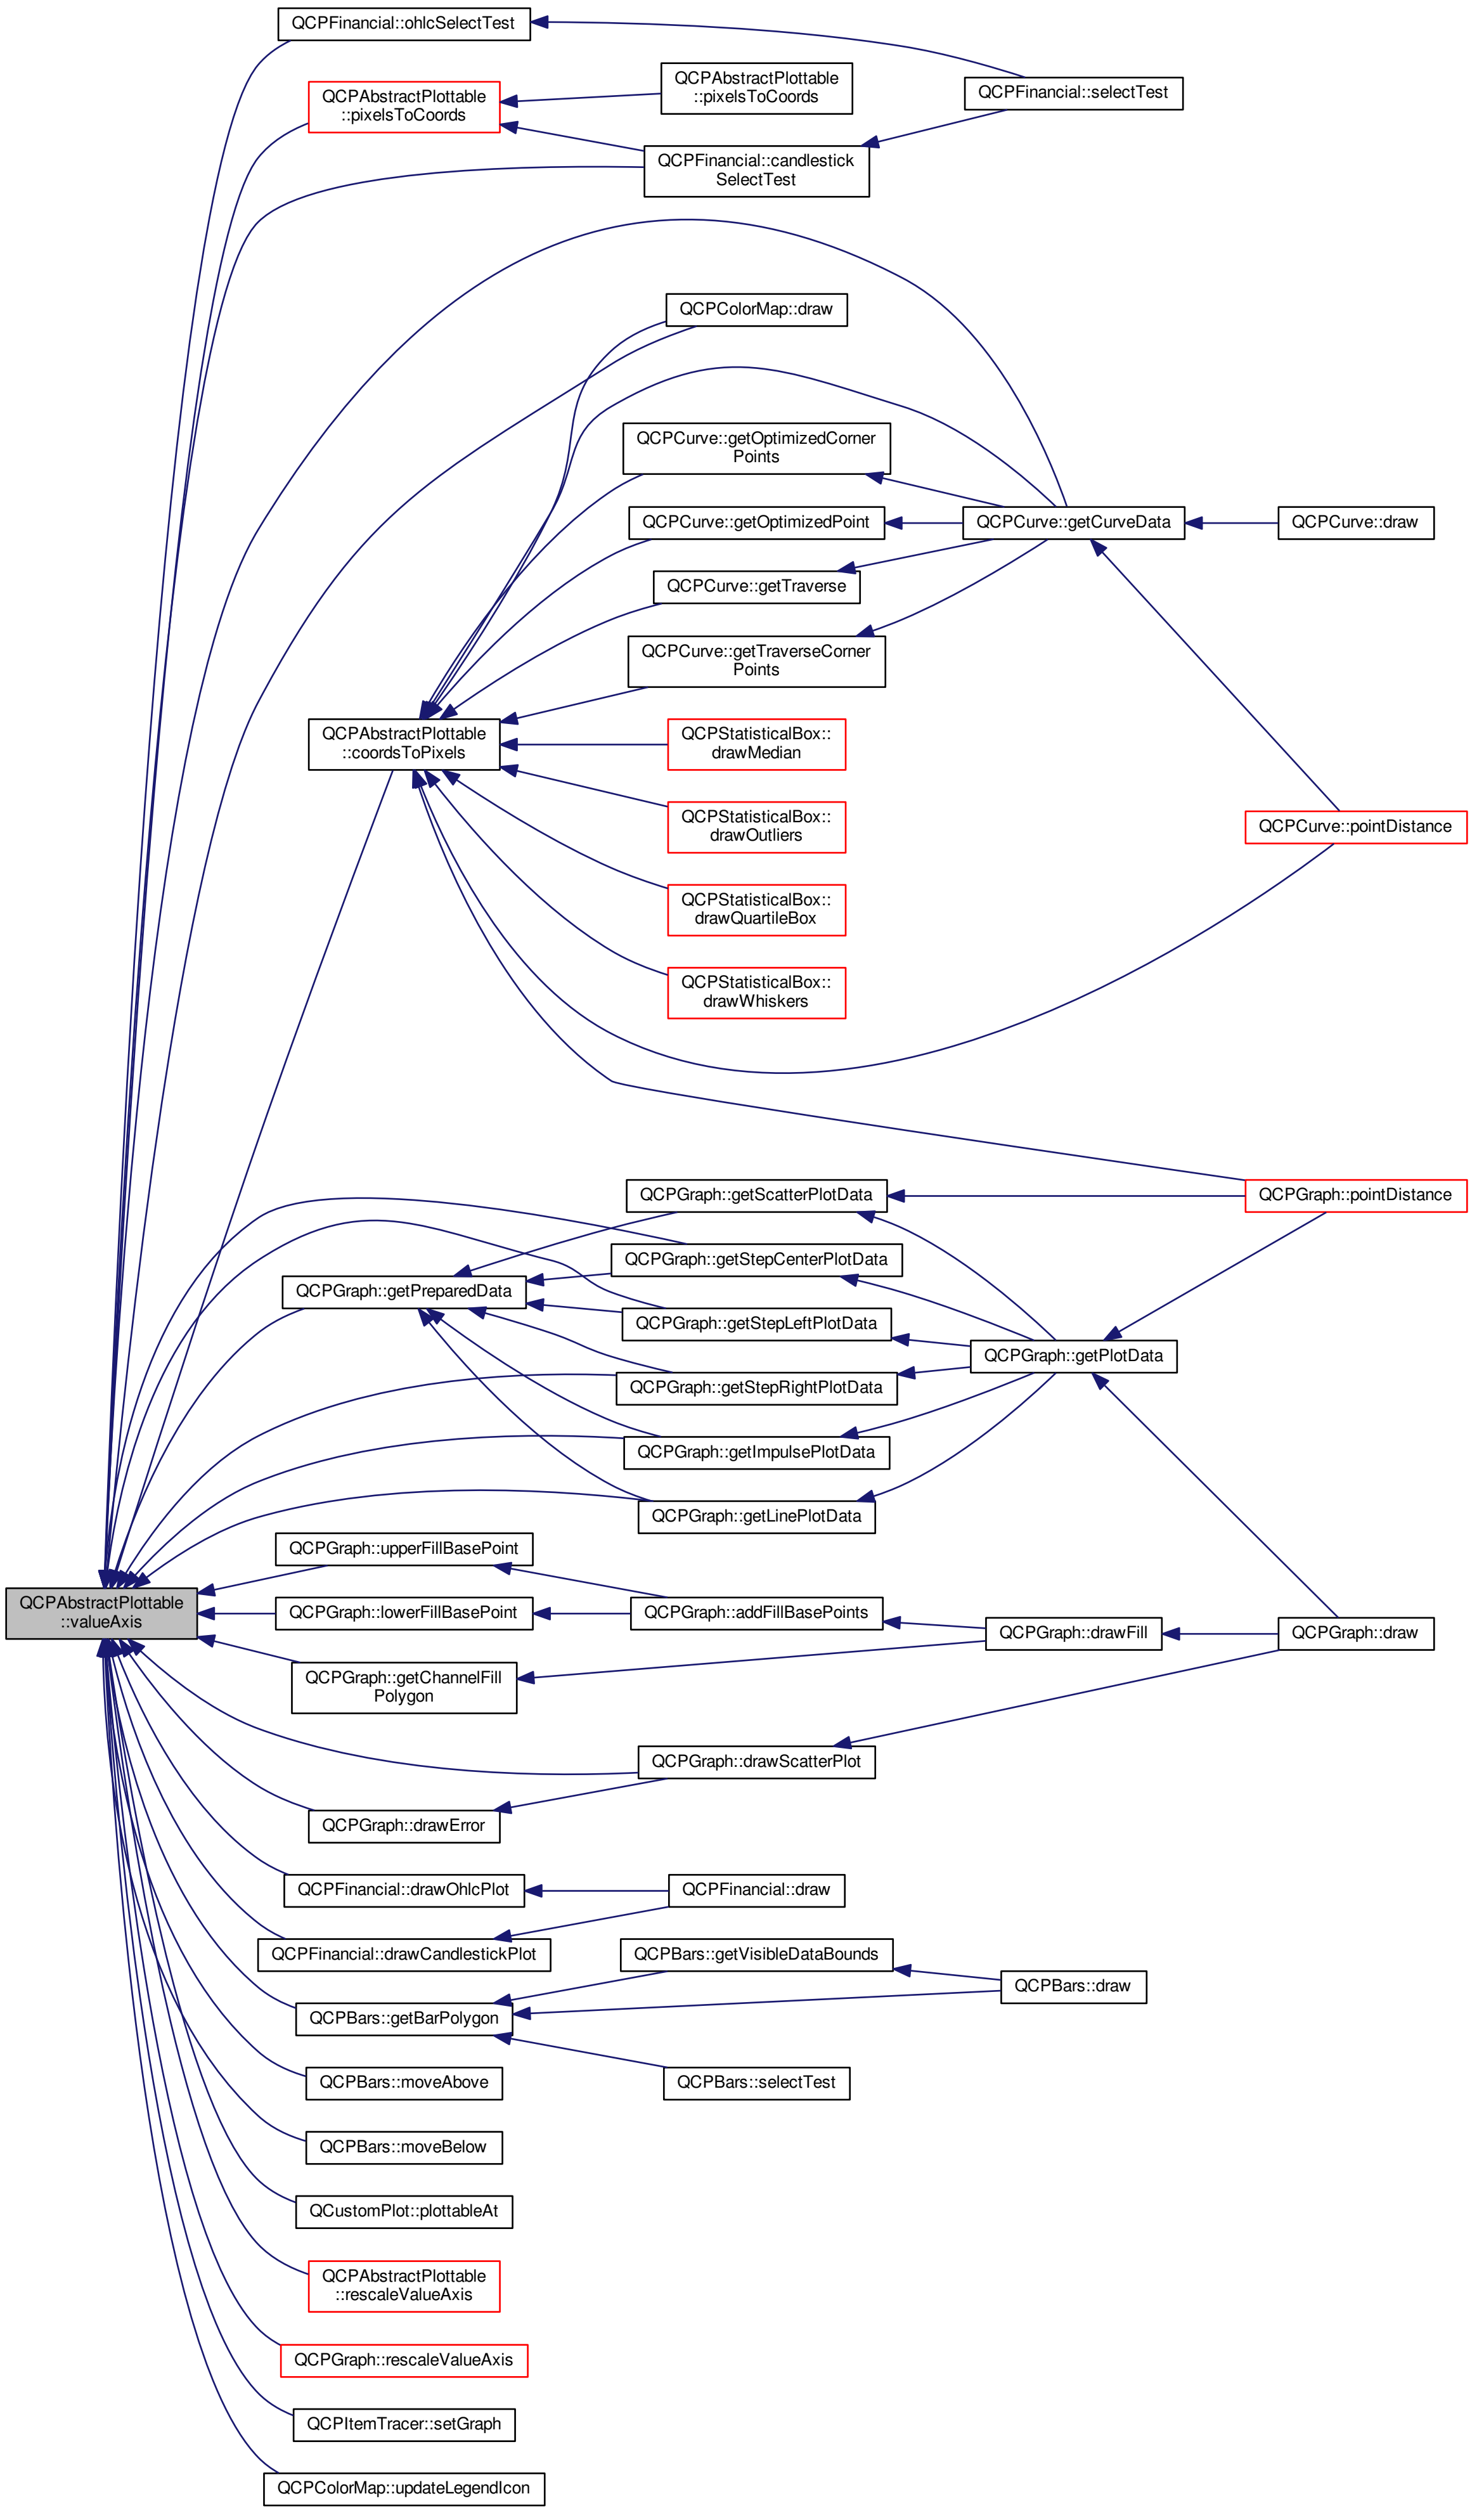 QCPFinancial::ohlcSelectTest
QCPAbstractPlottable
::pixelsToCoords
QCPAbstractPlottable
::pixelsToCoords
QCPFinancial::selectTest
QCPFinancial::candlestick
SelectTest
QCPColorMap::draw
QCPCurve::getOptimizedCorner
Points
QCPCurve::getOptimizedPoint
QCPCurve::getCurveData
QCPCurve::draw
QCPCurve::getTraverse
QCPCurve::getTraverseCorner
Points
QCPAbstractPlottable
::coordsToPixels
QCPStatisticalBox::
drawMedian
QCPStatisticalBox::
drawOutliers
QCPCurve::pointDistance
QCPStatisticalBox::
drawQuartileBox
QCPStatisticalBox::
drawWhiskers
QCPGraph::getScatterPlotData
QCPGraph::pointDistance
QCPGraph::getStepCenterPlotData
QCPGraph::getPreparedData
QCPGraph::getStepLeftPlotData
QCPGraph::getPlotData
QCPGraph::getStepRightPlotData
QCPGraph::getImpulsePlotData
QCPGraph::getLinePlotData
QCPGraph::upperFillBasePoint
QCPAbstractPlottable
::valueAxis
QCPGraph::lowerFillBasePoint
QCPGraph::addFillBasePoints
QCPGraph::drawFill
QCPGraph::draw
QCPGraph::getChannelFill
Polygon
QCPGraph::drawScatterPlot
QCPGraph::drawError
QCPFinancial::drawOhlcPlot
QCPFinancial::draw
QCPFinancial::drawCandlestickPlot
QCPBars::getVisibleDataBounds
QCPBars::draw
QCPBars::getBarPolygon
QCPBars::moveAbove
QCPBars::selectTest
QCPBars::moveBelow
QCustomPlot::plottableAt
QCPAbstractPlottable
::rescaleValueAxis
QCPGraph::rescaleValueAxis
QCPItemTracer::setGraph
QCPColorMap::updateLegendIcon